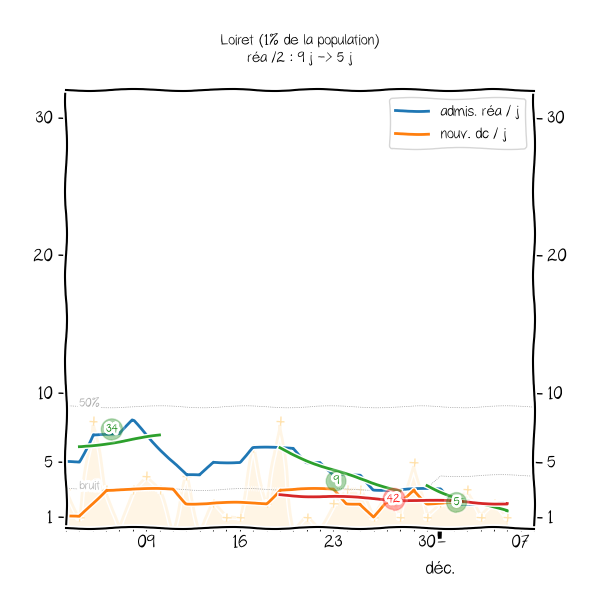 Loiret (1% de la population)
réa /2 : 9 j -> 5 j
admis. réa / j
nouv. dc / j
30 30
20 20
10 10
50%
34
5 5
bruit
9
42
5
1 1
09 16 23 30 07
déc.